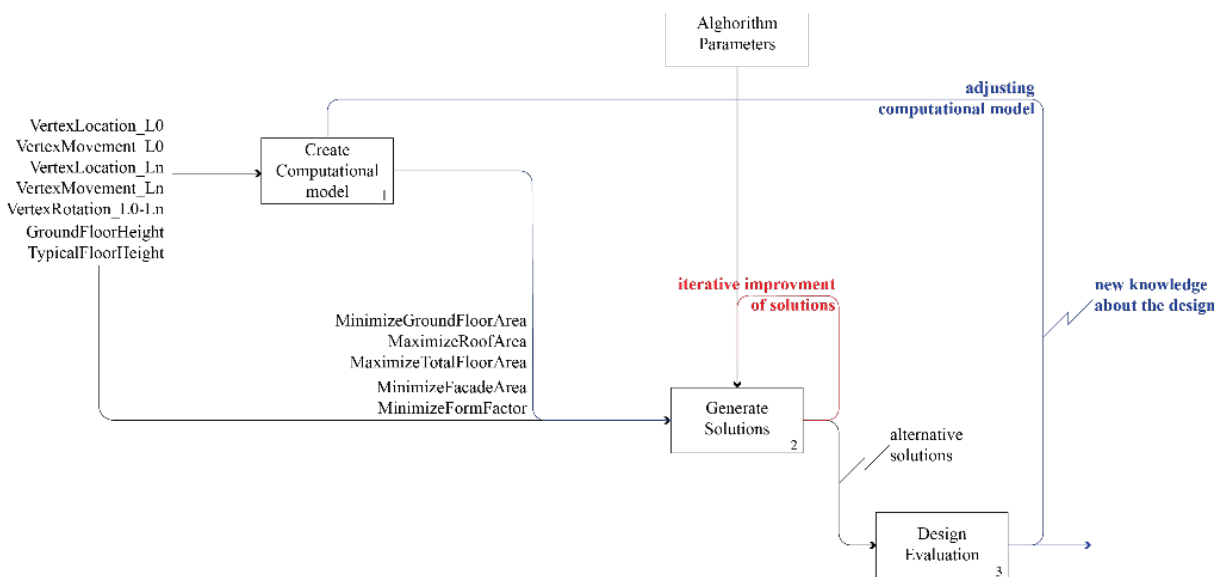 Alghorithm
Parameters
adjusting
computational model
VertexLocation_L0
VertexMovement_L0
VertexLocation_Ln
VertexMovement_Ln
VertexRotation_L0-Ln
GroundFloorHeight
TypicalFloorHeight
Create
Computational
model
1
iterative improvment
of solutions
new knowledge
about the design
MinimizeGroundFloorArea
MaximizeRoofArea
MaximizeTotalFloorArea
MinimizeFacadeArea
MinimizeFormFactor
Generate
Solutions
2
alternative
solutions
Design
Evaluation
3